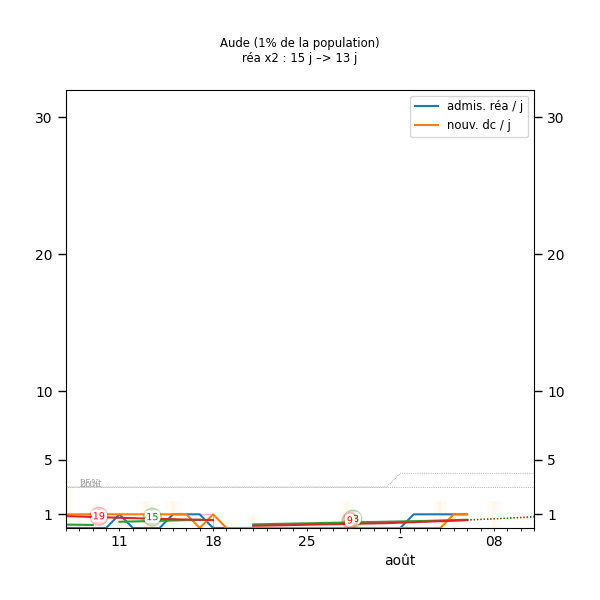 Aude (1% de la population)
réa x2 : 15 j –> 13 j
admis. réa / j
nouv. dc / j
30 30
20 20
10 10
5 5
1 1
19 15
11 18 25 - 08
août